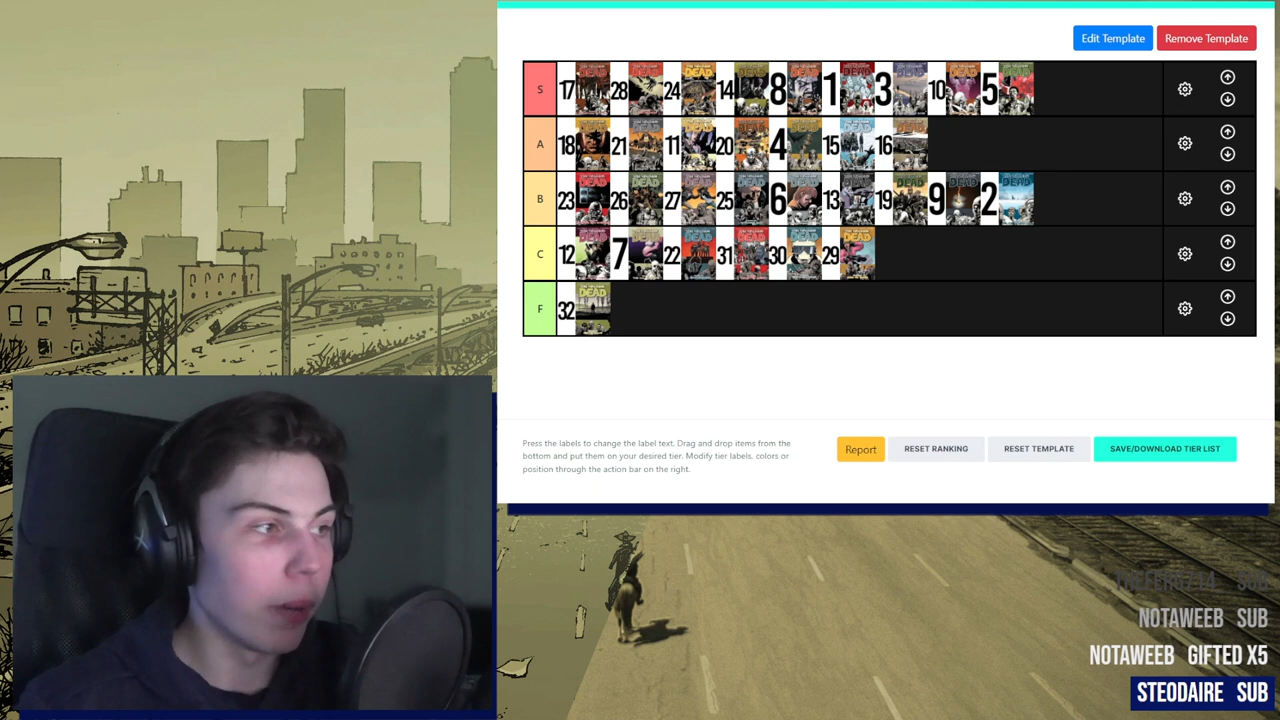 Edit Template Remove Template
S 17 28 24 14 8 1 3 10 5
A 18 21 11 20 4 15 16
B 23 26 27 25 6 13 19 9 2
C 12 7 22 31 30 29
F 32
Press the labels to change the label text. Drag and drop items from the
bottom and put them on your desired tier. Modify tier labels, colors or
position through the action bar on the right.
Report RESET RANKING RESET TEMPLATE SAVE/DOWNLOAD TIER LIST
SUB
NOTAWEEB SUB
NOTAWEEB GIFTED X5
STEODAIRE SUB